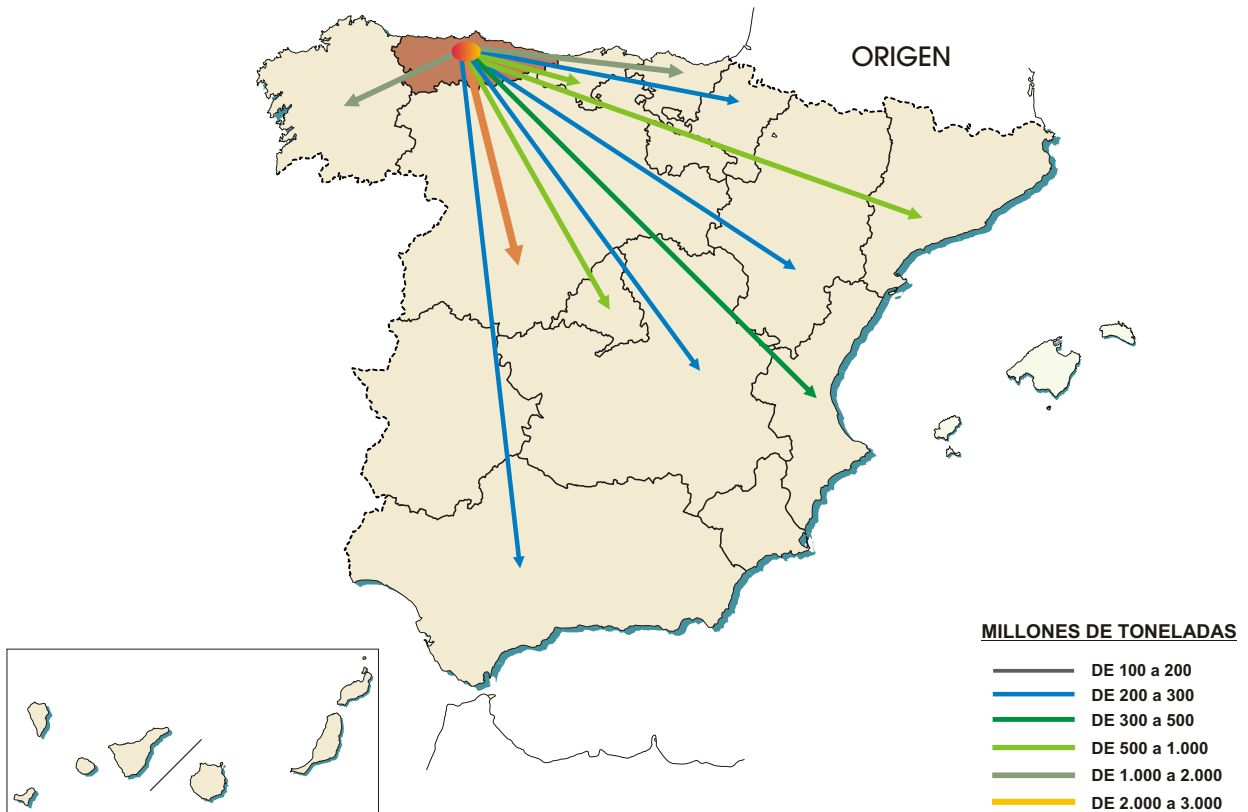 ORIGEN
MILLONES DE TONELADAS
DE 100 a 200
DE 200 a 300
DE 300 a 500
DE 500 a 1.000
DE 1.000 a 2.000
DE 2.000 a 3.000